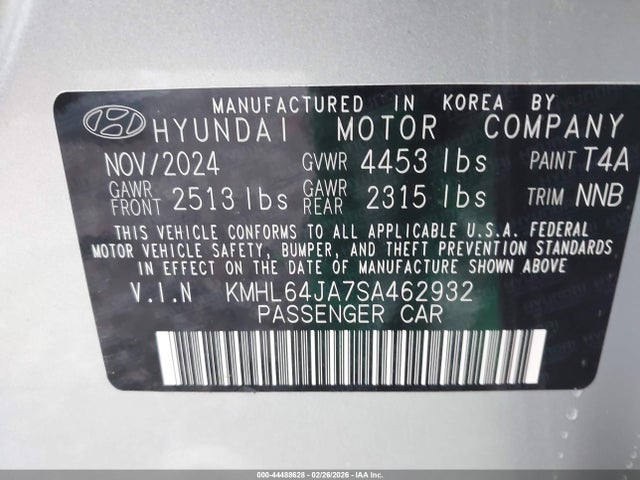 MANUFACTURED IN KOREA BY
HYUNDAI MOTOR COMPANY
NOV/2024 GVWR 4453 lbs PAINT T4A
GAWR FRONT 2513 lbs GAWR REAR 2315 lbs TRIM NNB
THIS VEHICLE CONFORMS TO ALL APPLICABLE U.S.A. FEDERAL
MOTOR VEHICLE SAFETY, BUMPER, AND THEFT PREVENTION STANDARDS
IN EFFECT ON THE DATE OF MANUFACTURE SHOWN ABOVE
V.I.N KMHL64JA7SA462932
PASSENGER CAR
000-44488628 - 02/26/2026 - IAA Inc.